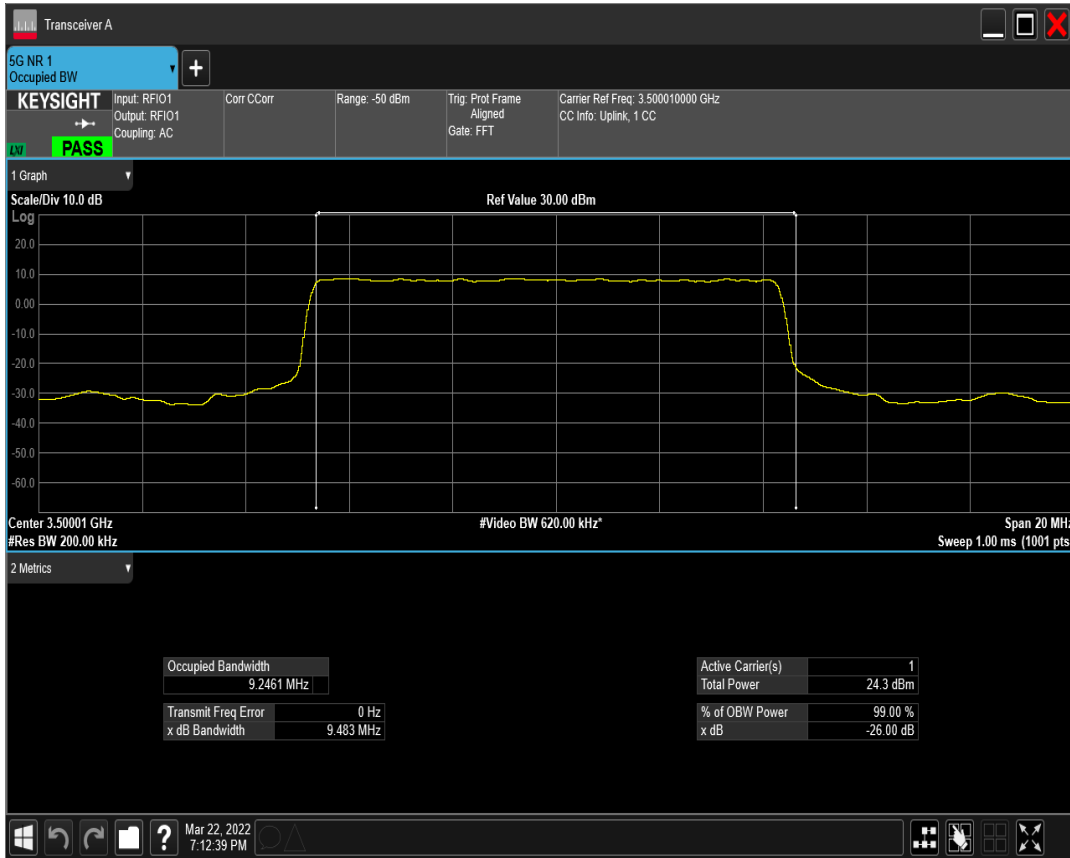 Transceiver A
5G NR 1
Occupied BW
KEYSIGHT
LXI
PASS
Input: RFIO1
Output: RFIO1
Coupling: AC
Corr CCorr
Range: -50 dBm
Trig: Prot Frame
Aligned
Gate: FFT
Carrier Ref Freq: 3.500010000 GHz
CC Info: Uplink, 1 CC
1 Graph
Scale/Div 10.0 dB
Ref Value 30.00 dBm
Log
20.0
10.0
0.00
-10.0
-20.0
-30.0
-40.0
-50.0
-60.0
Center 3.50001 GHz
#Video BW 620.00 kHz*
Span 20 MHz
#Res BW 200.00 kHz
Sweep 1.00 ms (1001 pts
2 Metrics
Occupied Bandwidth
9.2461 MHz
Transmit Freq Error 0 Hz
x dB Bandwidth 9.483 MHz
Active Carrier(s) 1
Total Power 24.3 dBm
% of OBW Power 99.00 %
x dB -26.00 dB
?
Mar 22, 2022
7:12:39 PM